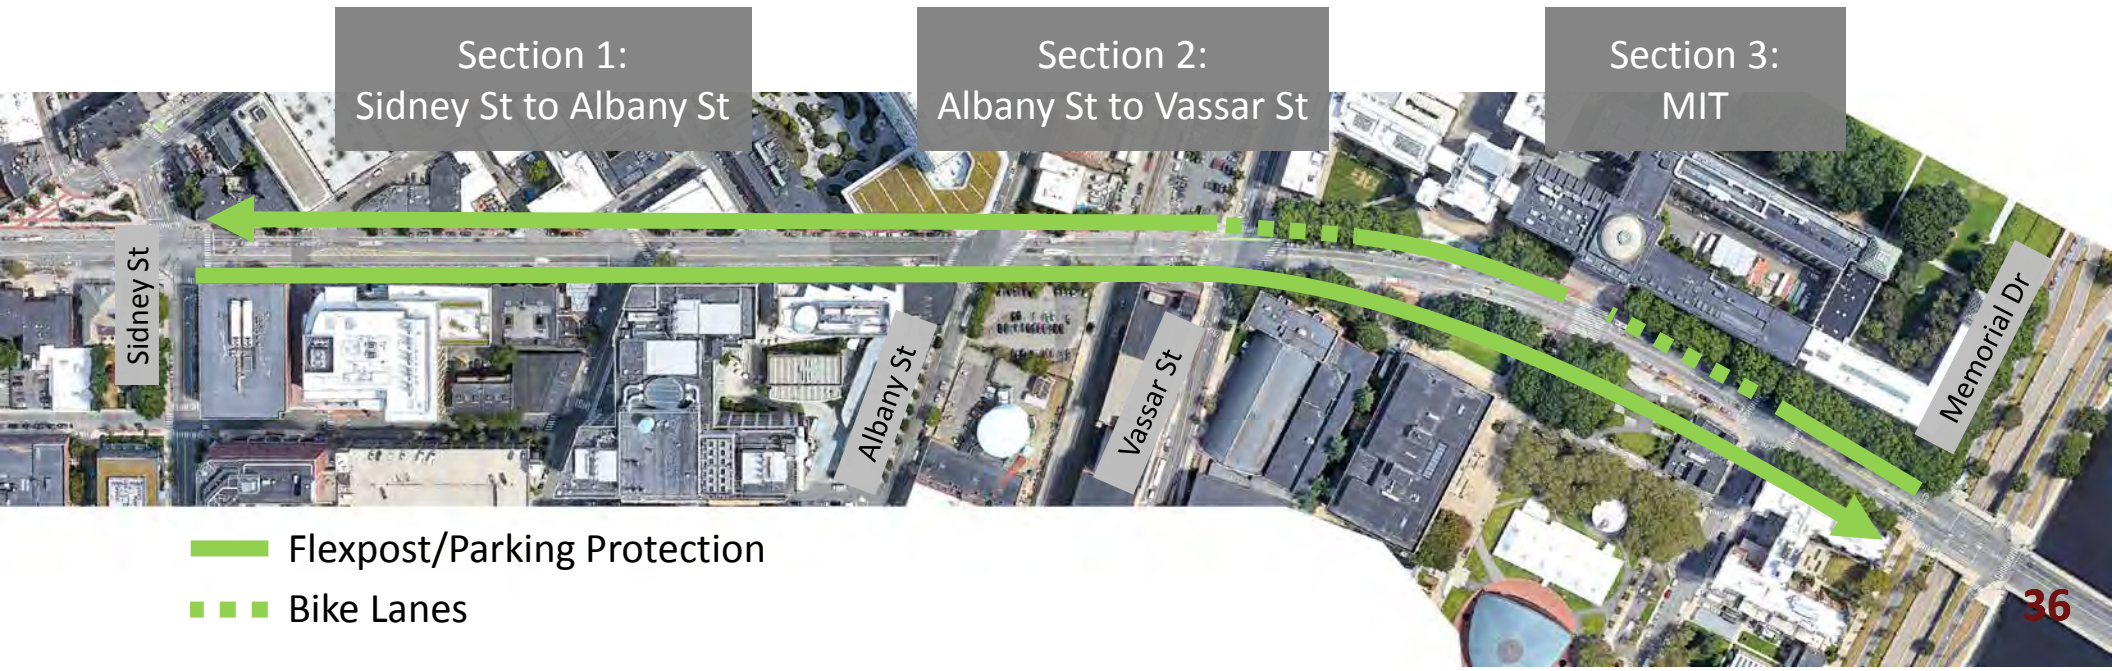 Section 1:
Sidney St to Albany St
Section 2:
Albany St to Vassar St
Section 3:
MIT
Sidney St
Albany St
Vassar St
Memorial Dr
Flexpost/Parking Protection
Bike Lanes
36